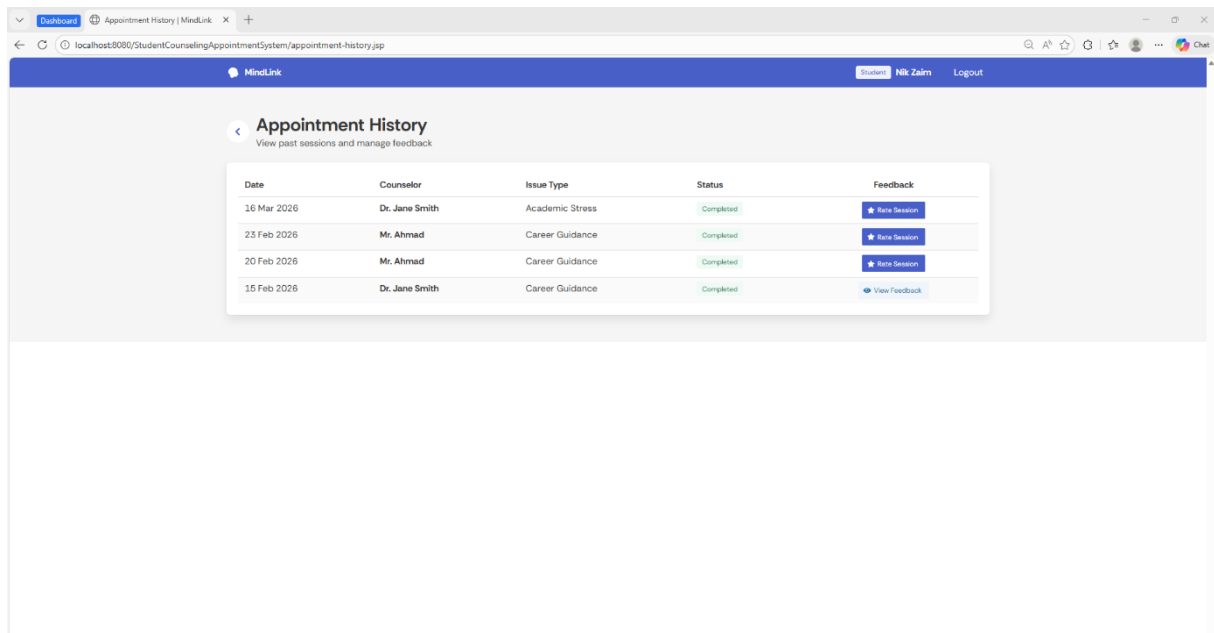 Dashboard Appointment History | MindLink
localhost:8080/StudentCounselingAppointmentSystem/appointment-history.jsp Chat
MindLink Student Nik Zaim Logout
Appointment History
View past sessions and manage feedback
Date Counselor Issue Type Status Feedback
16 Mar 2026 Dr. Jane Smith Academic Stress Completed Rate Session
23 Feb 2026 Mr. Ahmad Career Guidance Completed Rate Session
20 Feb 2026 Mr. Ahmad Career Guidance Completed Rate Session
15 Feb 2026 Dr. Jane Smith Career Guidance Completed View Feedback